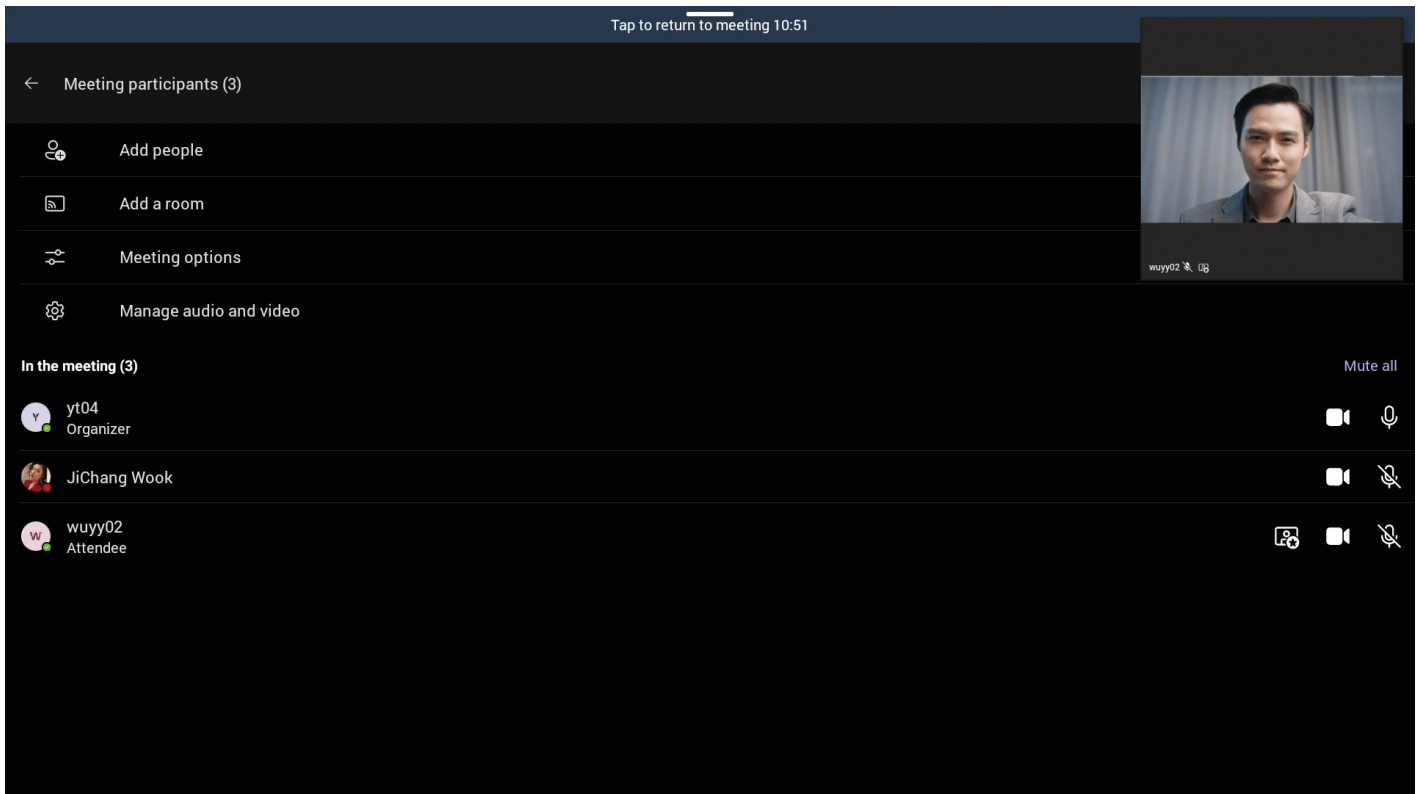 Tap to return to meeting 10:51
Meeting participants (3)
Add people
Add a room
Meeting options
wuyy02
Manage audio and video
In the meeting (3)
Mute all
Y
yt04
Organizer
JiChang Wook
W
wuyy02
Attendee